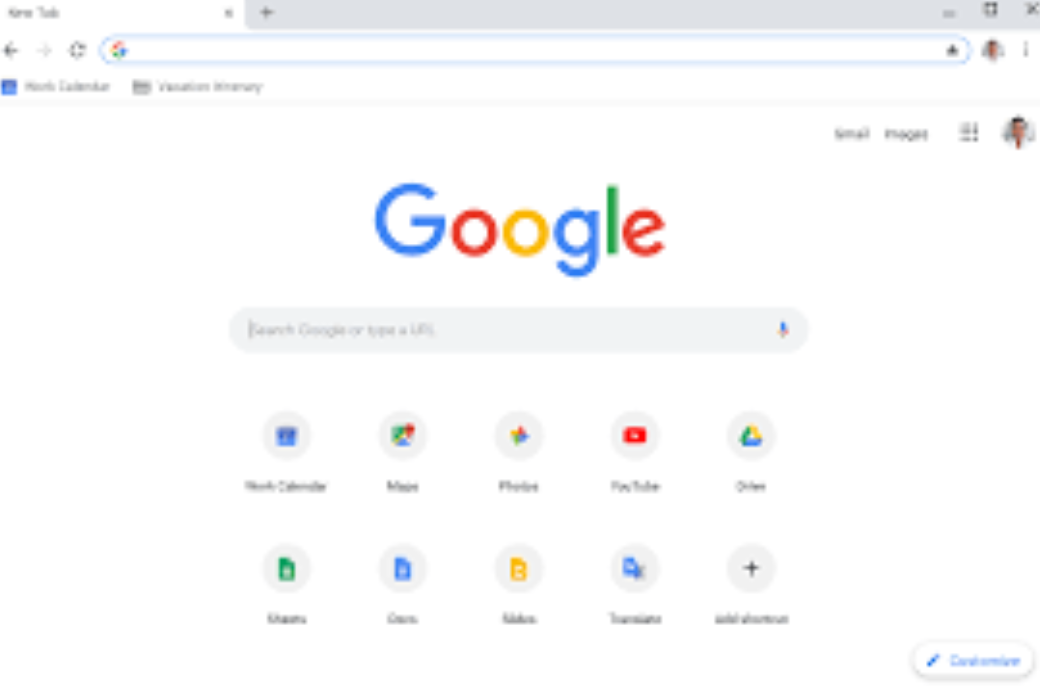 New Tab
Work Calendar Vacation Itinerary
Gmail Images
Google
Search Google or type a URL
Work Calendar Maps Photos YouTube Drive
Sheets Docs Slides Translate Add shortcut
Customize